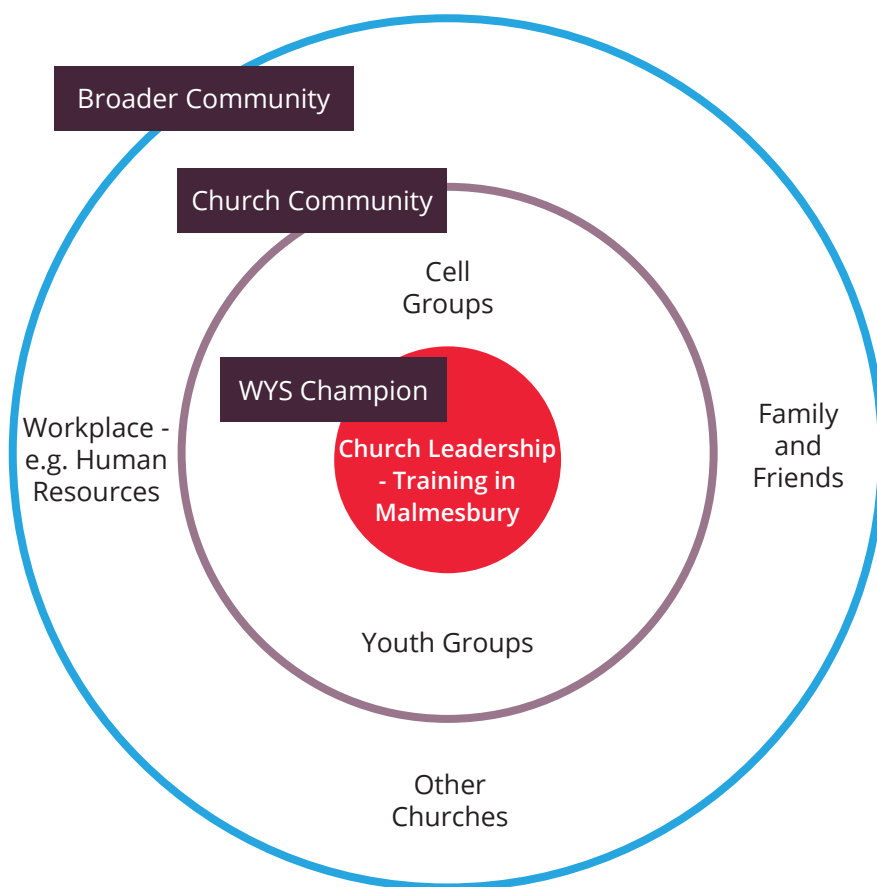 Broader Community
Church Community
Cell
Groups
WYS Champion
Church Leadership
- Training in
Malmesbury
Workplace -
e.g. Human
Resources
Family
and
Friends
Youth Groups
Other
Churches